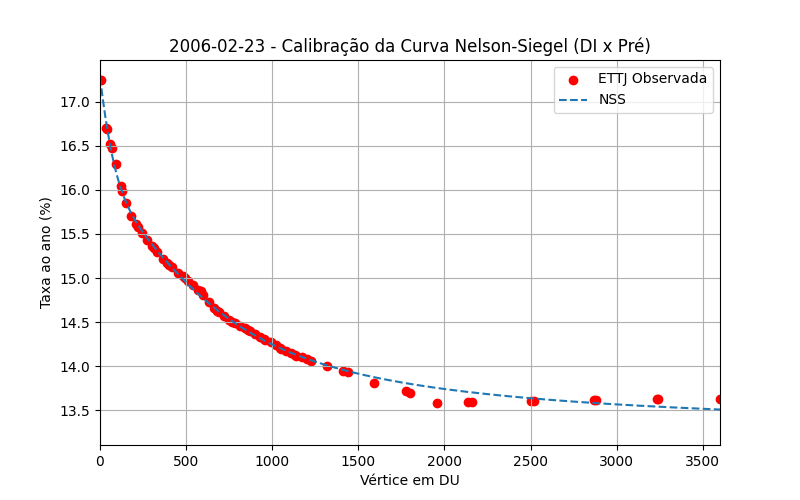 2006-02-23 - Calibração da Curva Nelson-Siegel (DI x Pré)
ETTJ Observada
NSS
Taxa ao ano (%)
17.0
16.5
16.0
15.5
15.0
14.5
14.0
13.5
0 500 1000 1500 2000 2500 3000 3500
Vértice em DU